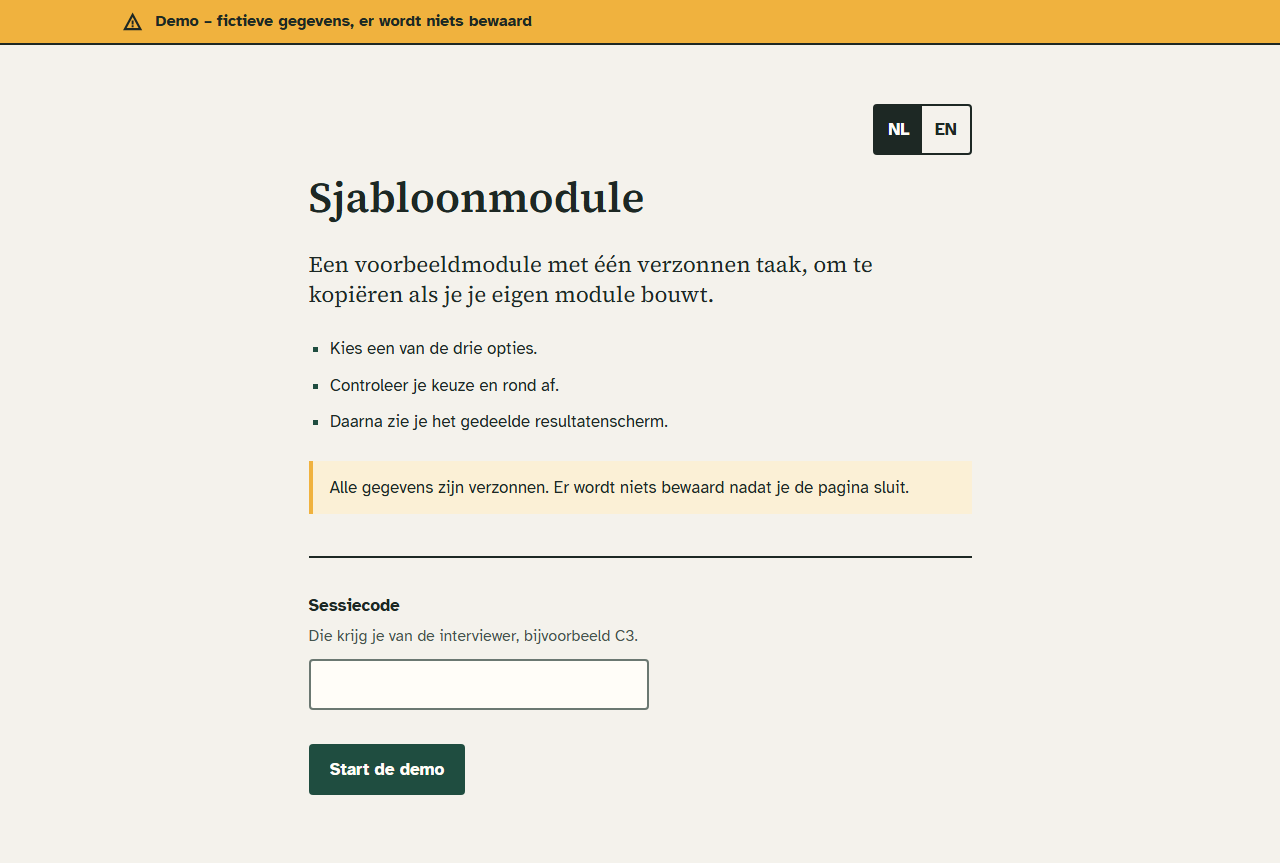 Demo – fictieve gegevens, er wordt niets bewaard
NL
EN
Sjabloonmodule
Een voorbeeldmodule met één verzonnen taak, om te
kopiëren als je je eigen module bouwt.
Kies een van de drie opties.
Controleer je keuze en rond af.
Daarna zie je het gedeelde resultatenscherm.
Alle gegevens zijn verzonnen. Er wordt niets bewaard nadat je de pagina sluit.
Sessiecode
Die krijg je van de interviewer, bijvoorbeeld C3.
Start de demo